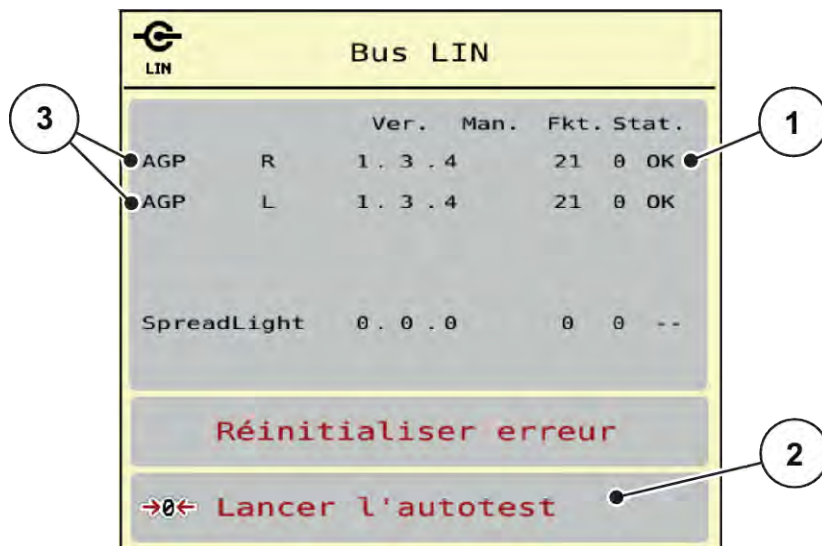 LIN
Bus LIN
Ver. Man. Fkt. Stat.
3
1
AGP R 1.3.4 21 0 OK
AGP L 1.3.4 21 0 OK
SpreadLight 0.0.0 0 0 --
Réinitialiser erreur
2
→0← Lancer l'autotest